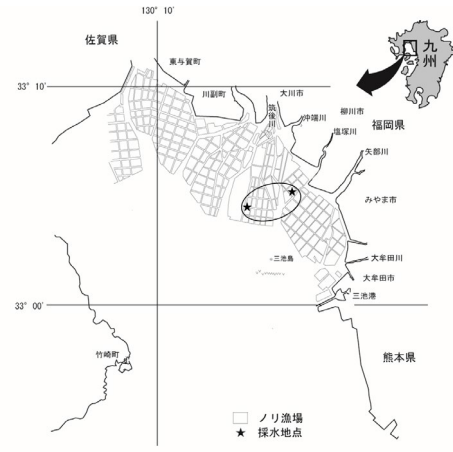 130° 10'
佐賀県
九州
東与賀町
33° 10'
川副町
大川市
筑後川
沖端川
柳川市
塩塚川
福岡県
矢部川
みやま市
三池島
大牟田川
大牟田市
三池港
33° 00'
竹崎町
熊本県
ノリ漁場
採水地点